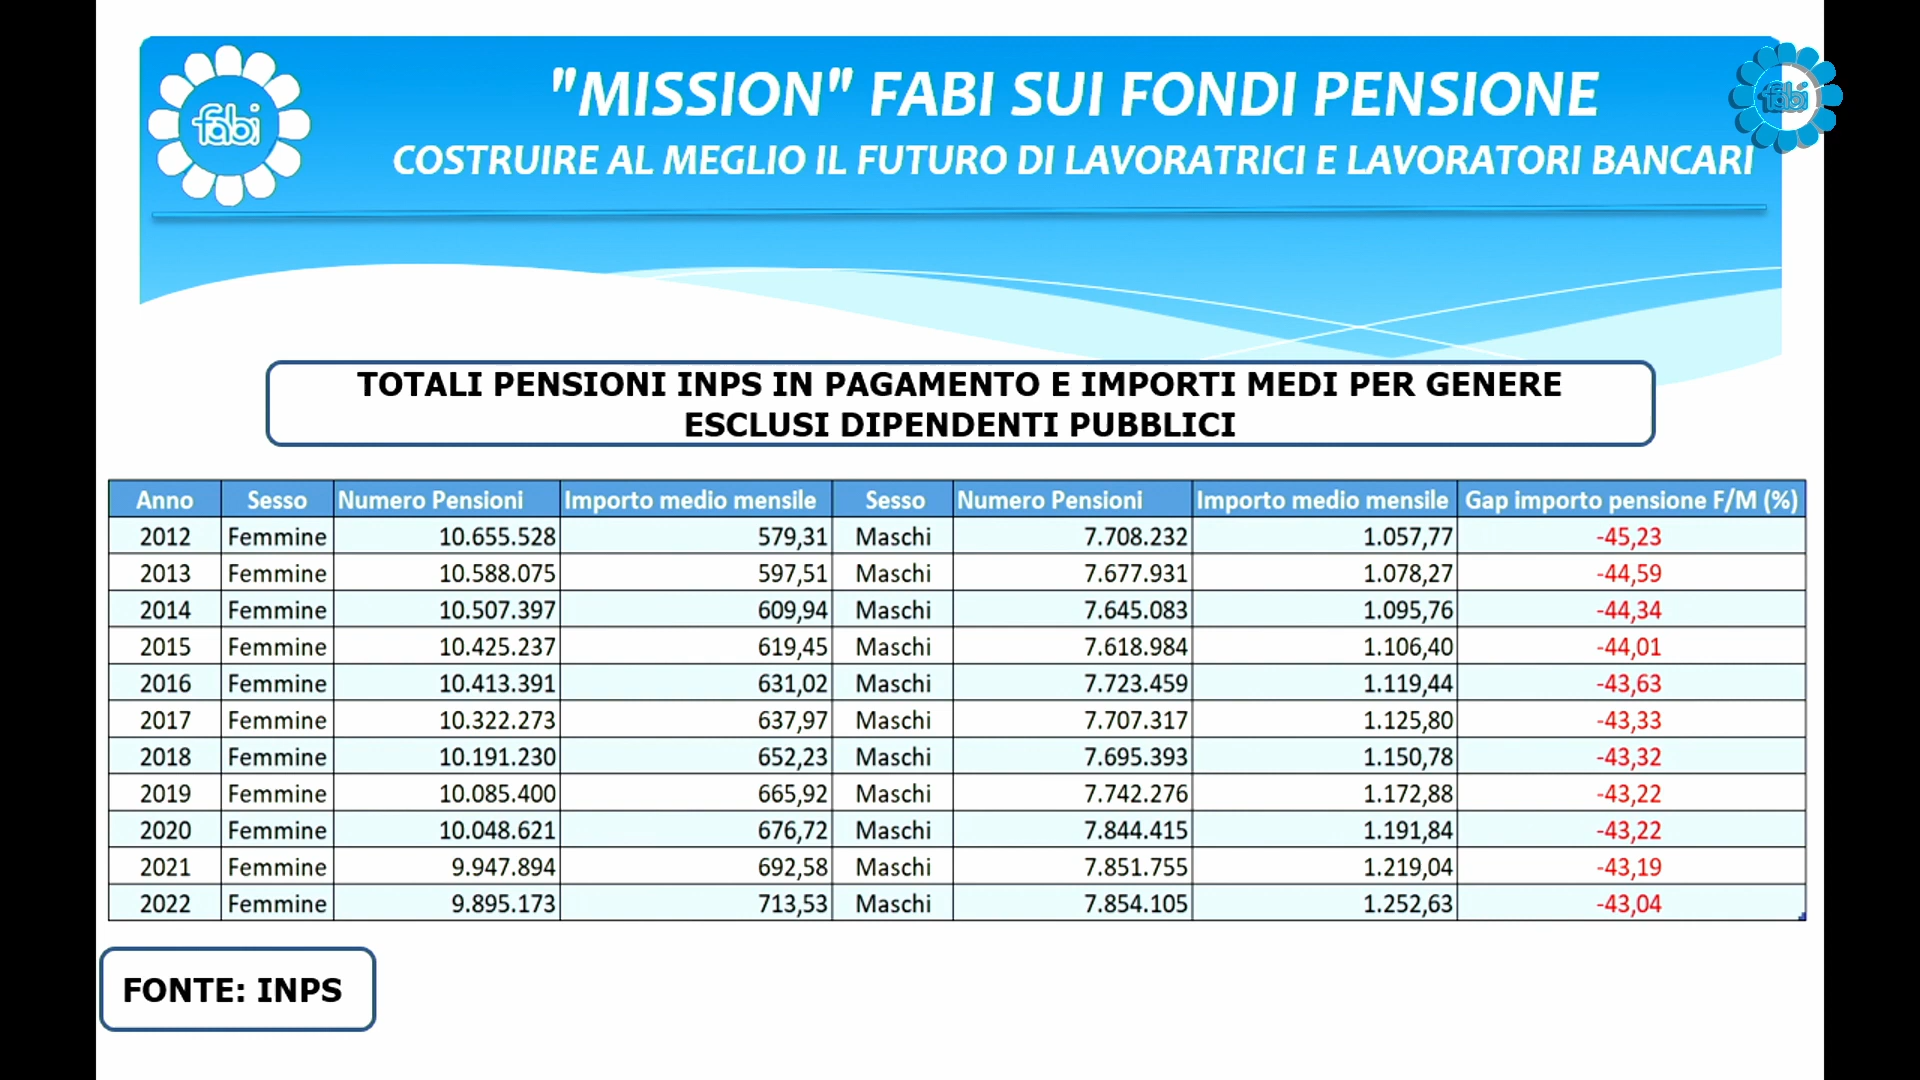 fabi
"MISSION" FABI SUI FONDI PENSIONE
COSTRUIRE AL MEGLIO IL FUTURO DI LAVORATRICI E LAVORATORI BANCARI
fabi
TOTALI PENSIONI INPS IN PAGAMENTO E IMPORTI MEDI PER GENERE
ESCLUSI DIPENDENTI PUBBLICI
Anno Sesso Numero Pensioni Importo medio mensile Sesso Numero Pensioni Importo medio mensile Gap importo pensione F/M (%)
2012 Femmine 10.655.528 579,31 Maschi 7.708.232 1.057,77 -45,23
2013 Femmine 10.588.075 597,51 Maschi 7.677.931 1.078,27 -44,59
2014 Femmine 10.507.397 609,94 Maschi 7.645.083 1.095,76 -44,34
2015 Femmine 10.425.237 619,45 Maschi 7.618.984 1.106,40 -44,01
2016 Femmine 10.413.391 631,02 Maschi 7.723.459 1.119,44 -43,63
2017 Femmine 10.322.273 637,97 Maschi 7.707.317 1.125,80 -43,33
2018 Femmine 10.191.230 652,23 Maschi 7.695.393 1.150,78 -43,32
2019 Femmine 10.085.400 665,92 Maschi 7.742.276 1.172,88 -43,22
2020 Femmine 10.048.621 676,72 Maschi 7.844.415 1.191,84 -43,22
2021 Femmine 9.947.894 692,58 Maschi 7.851.755 1.219,04 -43,19
2022 Femmine 9.895.173 713,53 Maschi 7.854.105 1.252,63 -43,04
FONTE: INPS